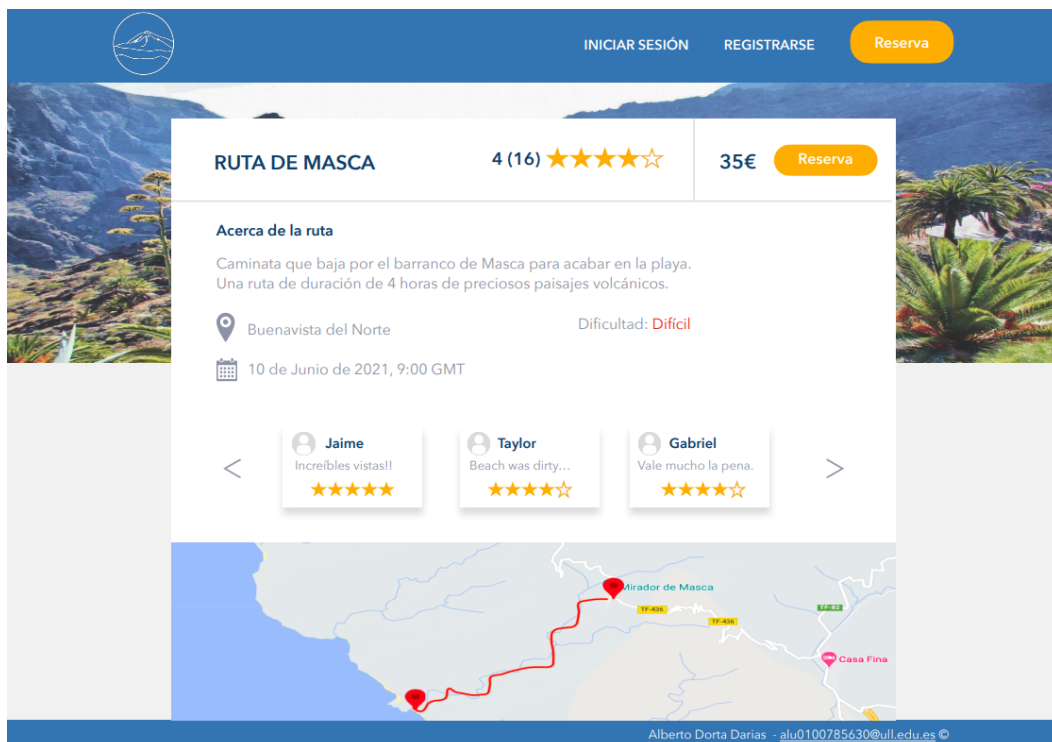 INICIAR SESIÓN REGISTRARSE Reserva
RUTA DE MASCA 4 (16) 35€ Reserva
Acerca de la ruta
Caminata que baja por el barranco de Masca para acabar en la playa.
Una ruta de duración de 4 horas de preciosos paisajes volcánicos.
Buenavista del Norte Dificultad: Difícil
10 de Junio de 2021, 9:00 GMT
< Jaime
Increíbles vistas!!
Taylor
Beach was dirty...
Gabriel
Vale mucho la pena.
>
Mirador de Masca
TF-436
TF-82
TF-436
Casa Fina
Alberto Dorta Darias - alu0100785630@ull.edu.es ©